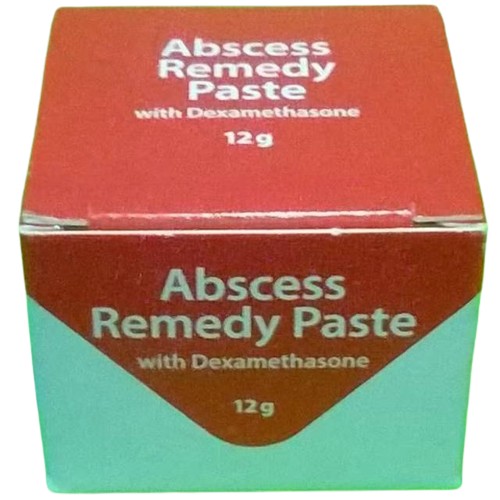 Abscess
Remedy
Paste
with Dexamethasone
12g
Abscess
Remedy Paste
with Dexamethasone
12g